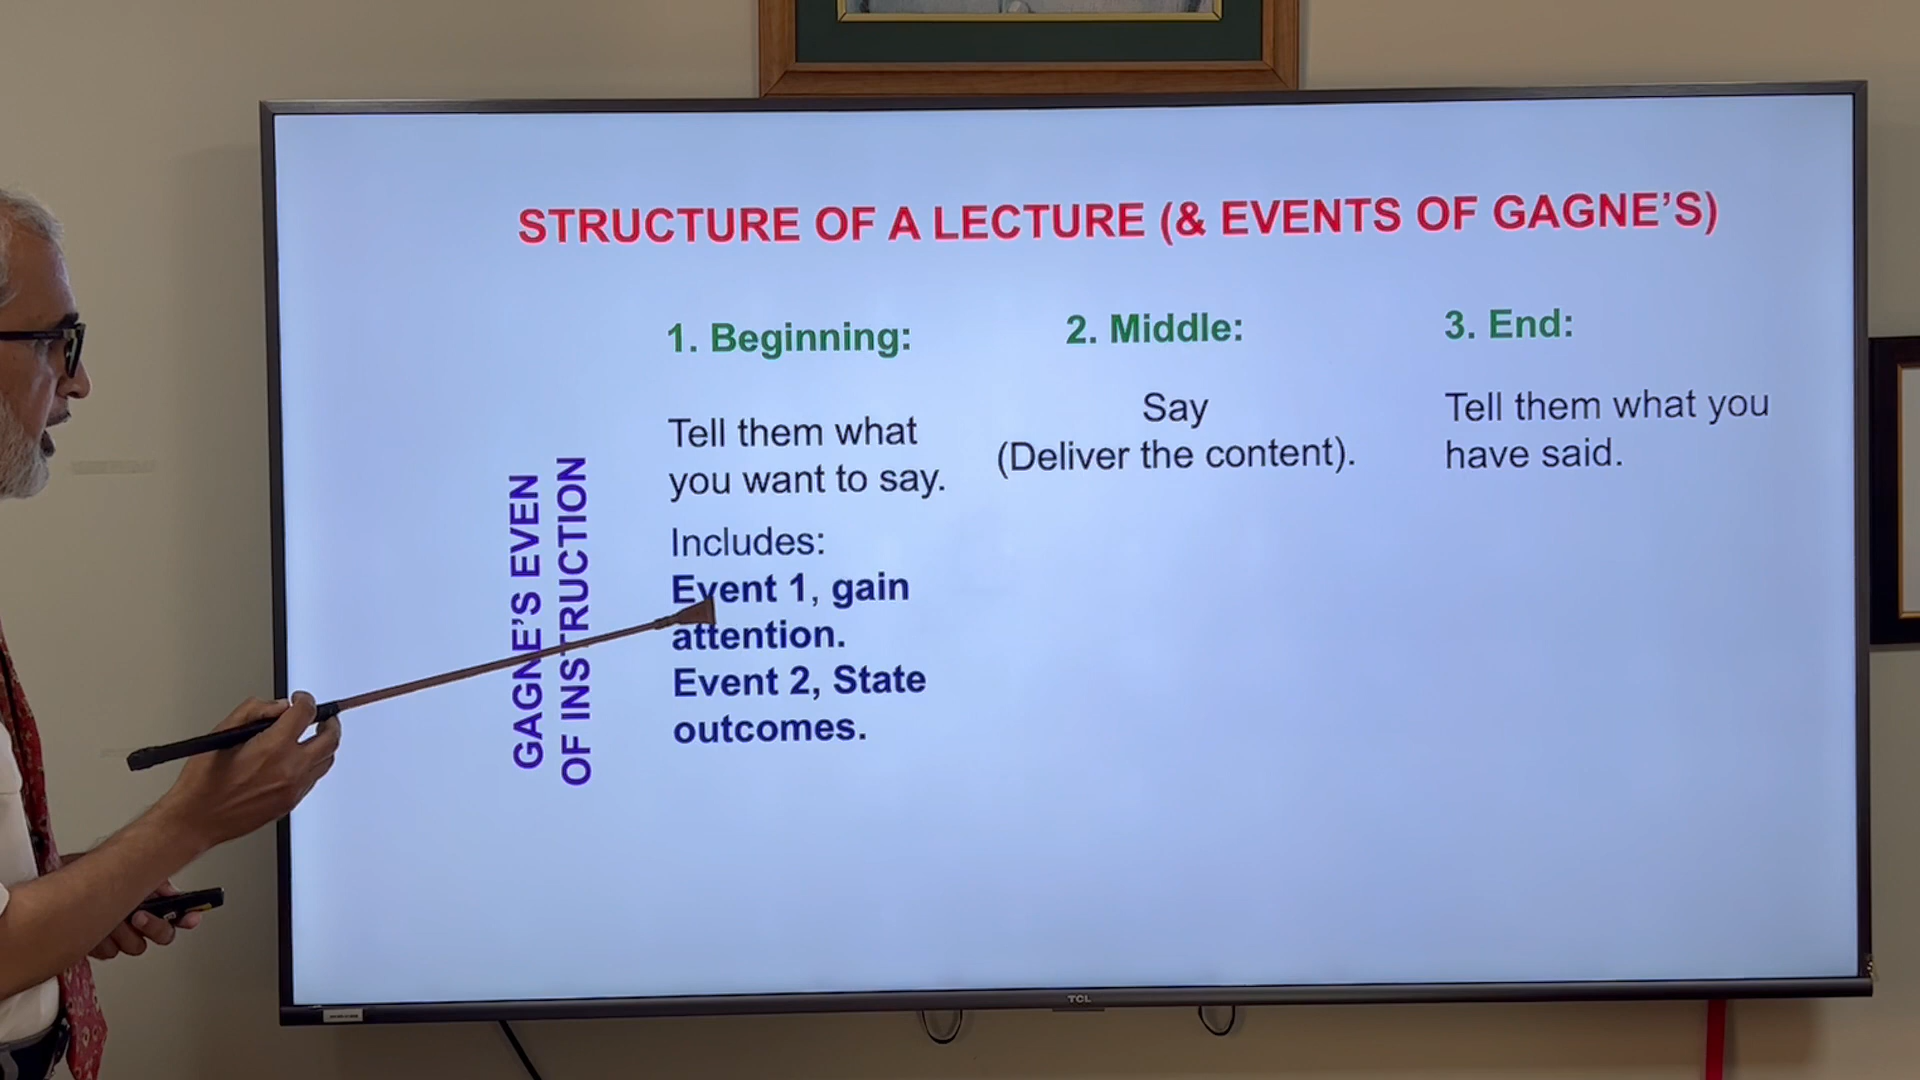 STRUCTURE OF A LECTURE (& EVENTS OF GAGNE'S)
1. Beginning:
Tell them what
you want to say.
Includes:
Event 1, gain
attention.
Event 2, State
outcomes.
2. Middle:
Say
(Deliver the content).
3. End:
Tell them what you
have said.
GAGNE'S EVEN
OF INSTRUCTION
TCL